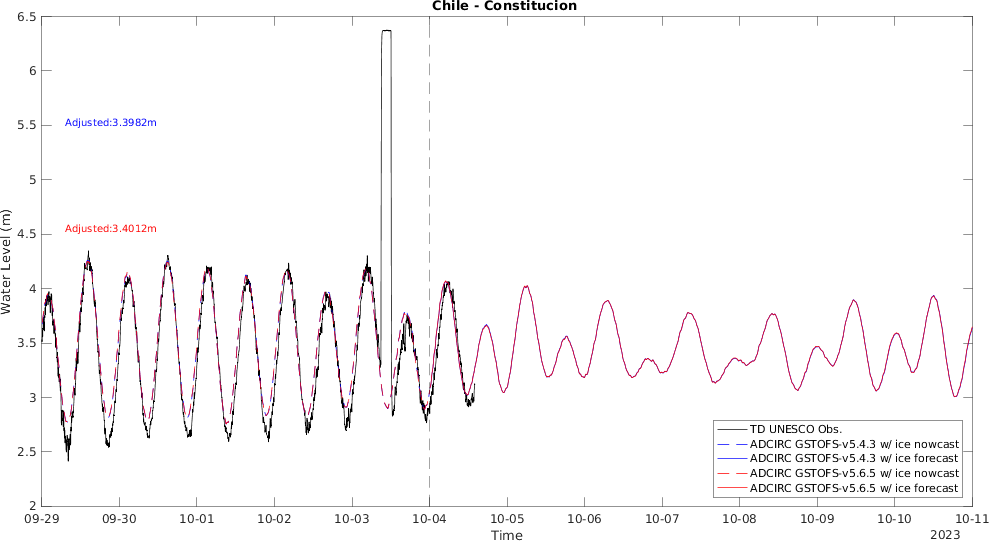 Chile - Constitucion
6.5
6
5.5
5
4.5
4
3.5
3
2.5
2
Water Level (m)
Adjusted:3.3982m
Adjusted:3.4012m
TD UNESCO Obs.
ADCIRC GSTOFS-v5.4.3 w/ ice nowcast
ADCIRC GSTOFS-v5.4.3 w/ ice forecast
ADCIRC GSTOFS-v5.6.5 w/ ice nowcast
ADCIRC GSTOFS-v5.6.5 w/ ice forecast
09-29 09-30 10-01 10-02 10-03 10-04 10-05 10-06 10-07 10-08 10-09 10-10 10-11
Time
2023